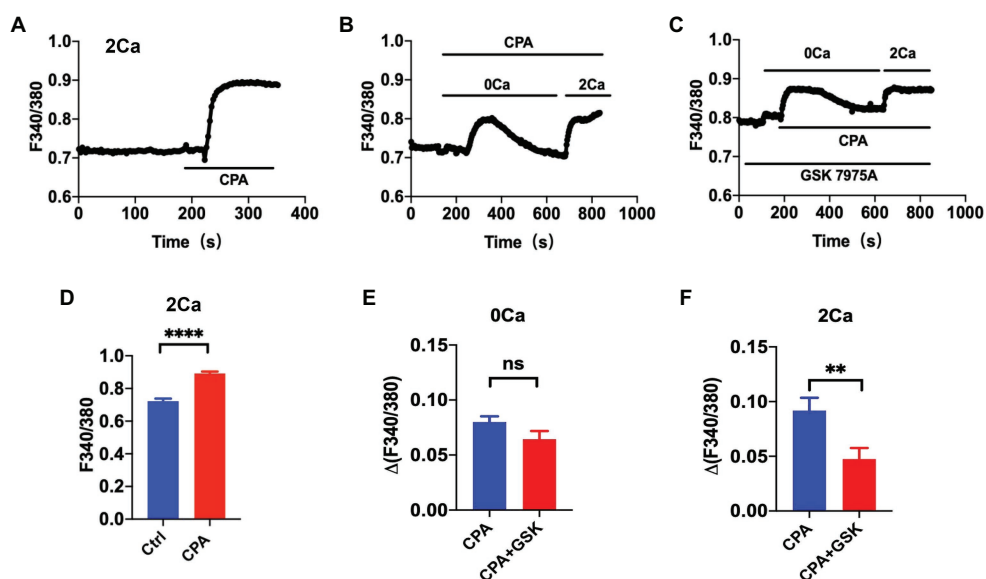 A
2Ca
F340/380
1.0
0.9
0.8
0.7
0.6
CPA
0 100 200 300 400
Time (s)
B
CPA
0Ca 2Ca
F340/380
1.0
0.9
0.8
0.7
0.6
0 200 400 600 800 1000
Time (s)
C
0Ca 2Ca
F340/380
1.0
0.9
0.8
0.7
0.6
CPA
GSK 7975A
0 200 400 600 800 1000
Time (s)
D
2Ca
****
F340/380
1.0
0.8
0.6
0.4
0.2
0.0
Ctrl CPA
E
0Ca
ns
Δ(F340/380)
0.15
0.10
0.05
0.00
CPA CPA+GSK
F
2Ca
**
Δ(F340/380)
0.15
0.10
0.05
0.00
CPA CPA+GSK